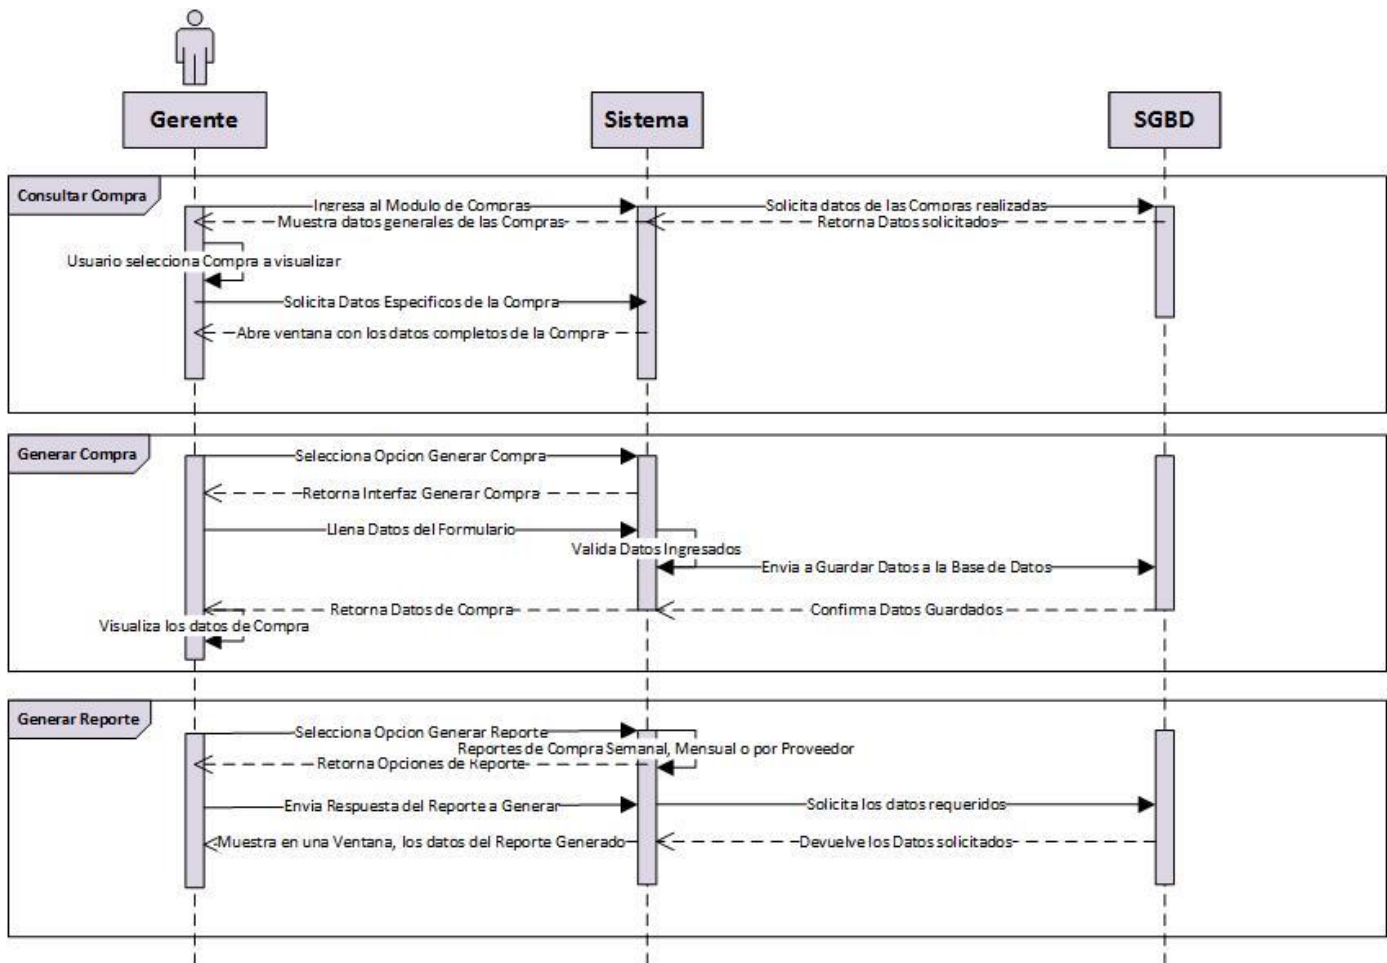 Gerente
Sistema
SGBD
Consultar Compra
Ingresa al Modulo de Compras
Solicita datos de las Compras realizadas
Muestra datos generales de las Compras
Retorna Datos solicitados
Usuario selecciona Compra a visualizar
Solicita Datos Especificos de la Compra
Abre ventana con los datos completos de la Compra
Generar Compra
Selecciona Opcion Generar Compra
Retorna Interfaz Generar Compra
Llena Datos del Formulario
Valida Datos Ingresados
Envia a Guardar Datos a la Base de Datos
Retorna Datos de Compra
Confirma Datos Guardados
Visualiza los datos de Compra
Generar Reporte
Selecciona Opcion Generar Reporte
Reportes de Compra Semanal, Mensual o por Proveedor
Retorna Opciones de Reporte
Envia Respuesta del Reporte a Generar
Solicita los datos requeridos
Muestra en una Ventana, los datos del Reporte Generado
Devuelve los Datos solicitados